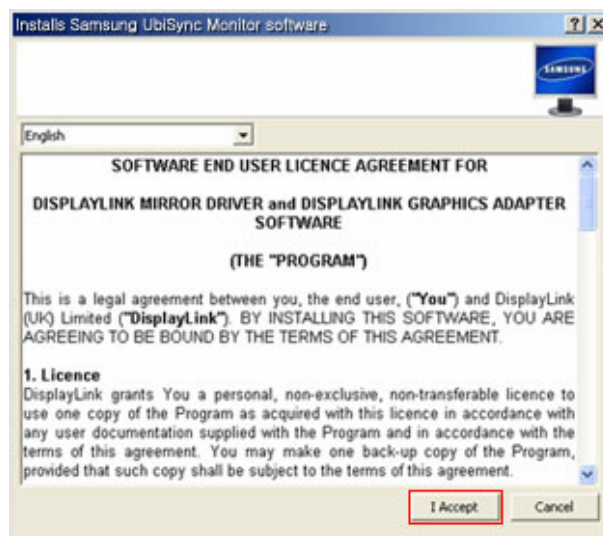 Installs Samsung UbiSync Monitor software
SAMSUNG
English
SOFTWARE END USER LICENCE AGREEMENT FOR
DISPLAYLINK MIRROR DRIVER and DISPLAYLINK GRAPHICS ADAPTER
SOFTWARE
(THE "PROGRAM")
This is a legal agreement between you, the end user, ("You") and DisplayLink
(UK) Limited ("DisplayLink"). BY INSTALLING THIS SOFTWARE, YOU ARE
AGREEING TO BE BOUND BY THE TERMS OF THIS AGREEMENT.
1. Licence
DisplayLink grants You a personal, non-exclusive, non-transferable licence to
use one copy of the Program as acquired with this licence in accordance with
any user documentation supplied with the Program and in accordance with the
terms of this agreement. You may make one back-up copy of the Program,
provided that such copy shall be subject to the terms of this agreement.
I Accept
Cancel